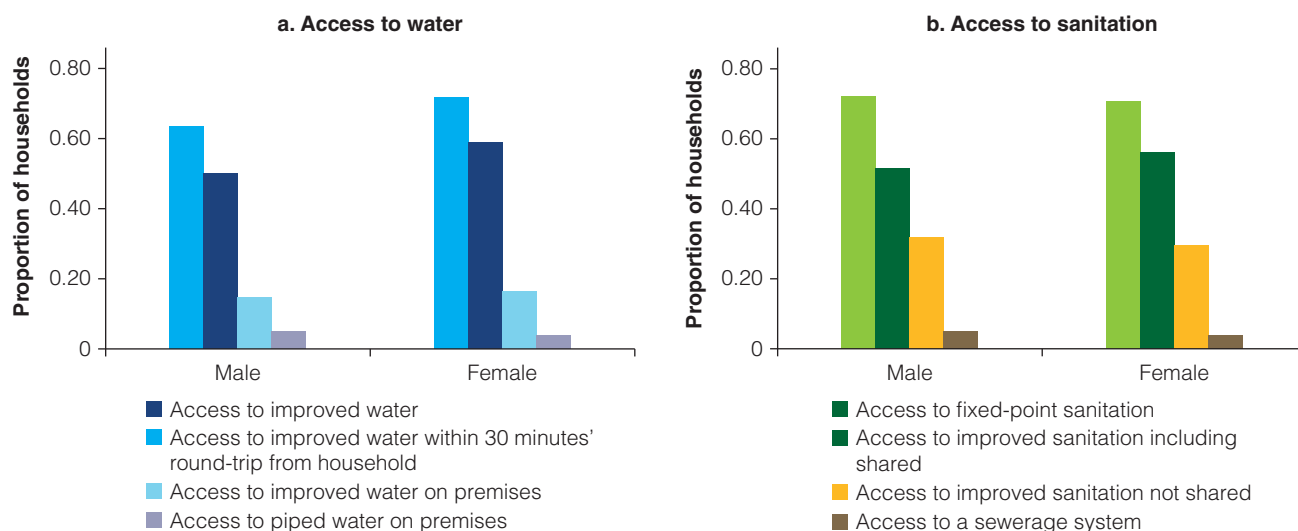 a. Access to water
Proportion of households
0.80
0.60
0.40
0.20
0
Male
Female
Access to improved water
Access to improved water within 30 minutes’
round-trip from household
Access to improved water on premises
Access to piped water on premises
b. Access to sanitation
Proportion of households
0.80
0.60
0.40
0.20
0
Male
Female
Access to fixed-point sanitation
Access to improved sanitation including
shared
Access to improved sanitation not shared
Access to a sewerage system